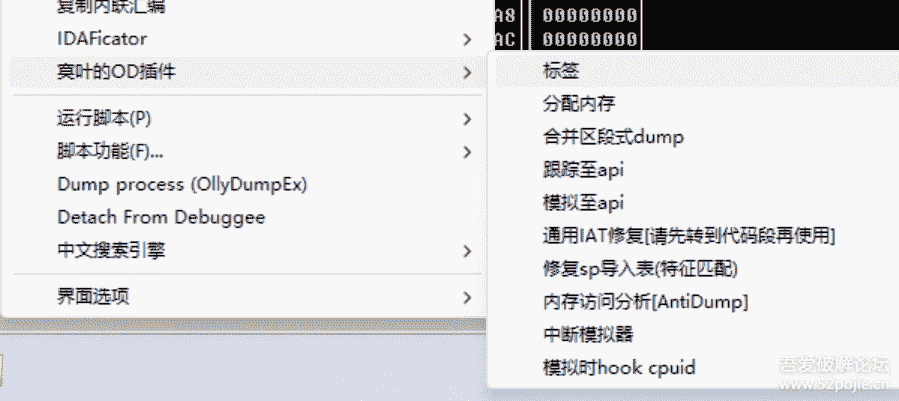 复制内联汇编
IDAFicator
寞叶的OD插件
运行脚本(P)
脚本功能(F)...
Dump process (OllyDumpEx)
Detach From Debuggee
中文搜索引擎
界面选项
A8 00000000
AC 00000000
标签
分配内存
合并区段式dump
跟踪至api
模拟至api
通用IAT修复[请先转到代码段再使用]
修复sp导入表(特征匹配)
内存访问分析[AntiDump]
中断模拟器
模拟时hook cpuid
吾爱破解论坛
www.52pojie.cn